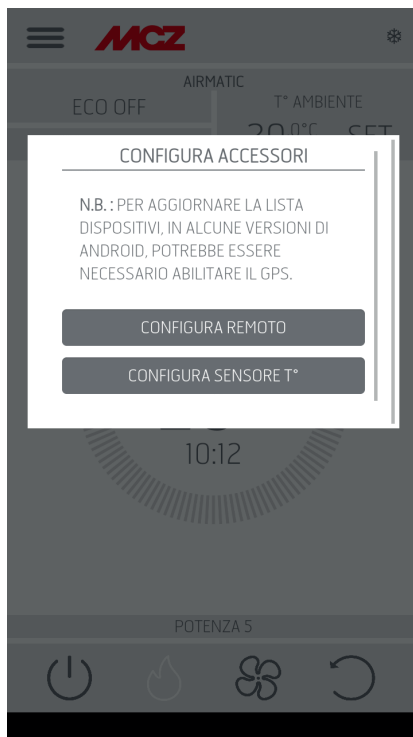 MCZ
AIRMATIC
ECO OFF
T° AMBIENTE
CONFIGURA ACCESSORI
N.B. : PER AGGIORNARE LA LISTA
DISPOSITIVI, IN ALCUNE VERSIONI DI
ANDROID, POTREBBE ESSERE
NECESSARIO ABILITARE IL GPS.
CONFIGURA REMOTO
CONFIGURA SENSORE T°
10:12
POTENZA 5